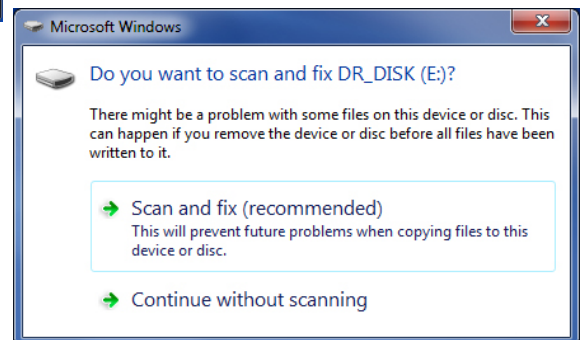 Microsoft Windows
Do you want to scan and fix DR_DISK (E:)?
There might be a problem with some files on this device or disc. This
can happen if you remove the device or disc before all files have been
written to it.
Scan and fix (recommended)
This will prevent future problems when copying files to this
device or disc.
Continue without scanning